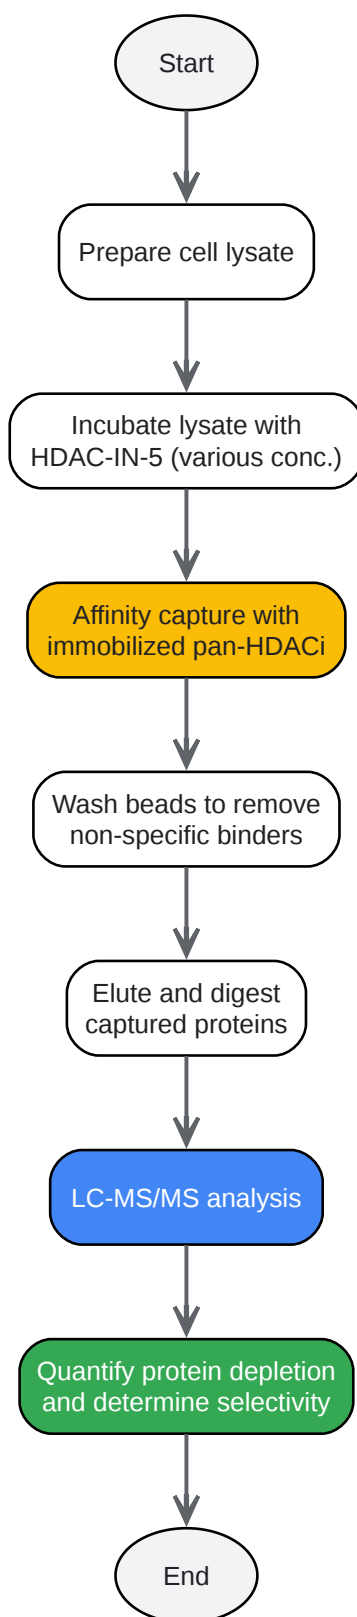 Start
Prepare cell lysate
Incubate lysate with
HDAC-IN-5 (various conc.)
Affinity capture with
immobilized pan-HDACi
Wash beads to remove
non-specific binders
Elute and digest
captured proteins
LC-MS/MS analysis
Quantify protein depletion
and determine selectivity
End